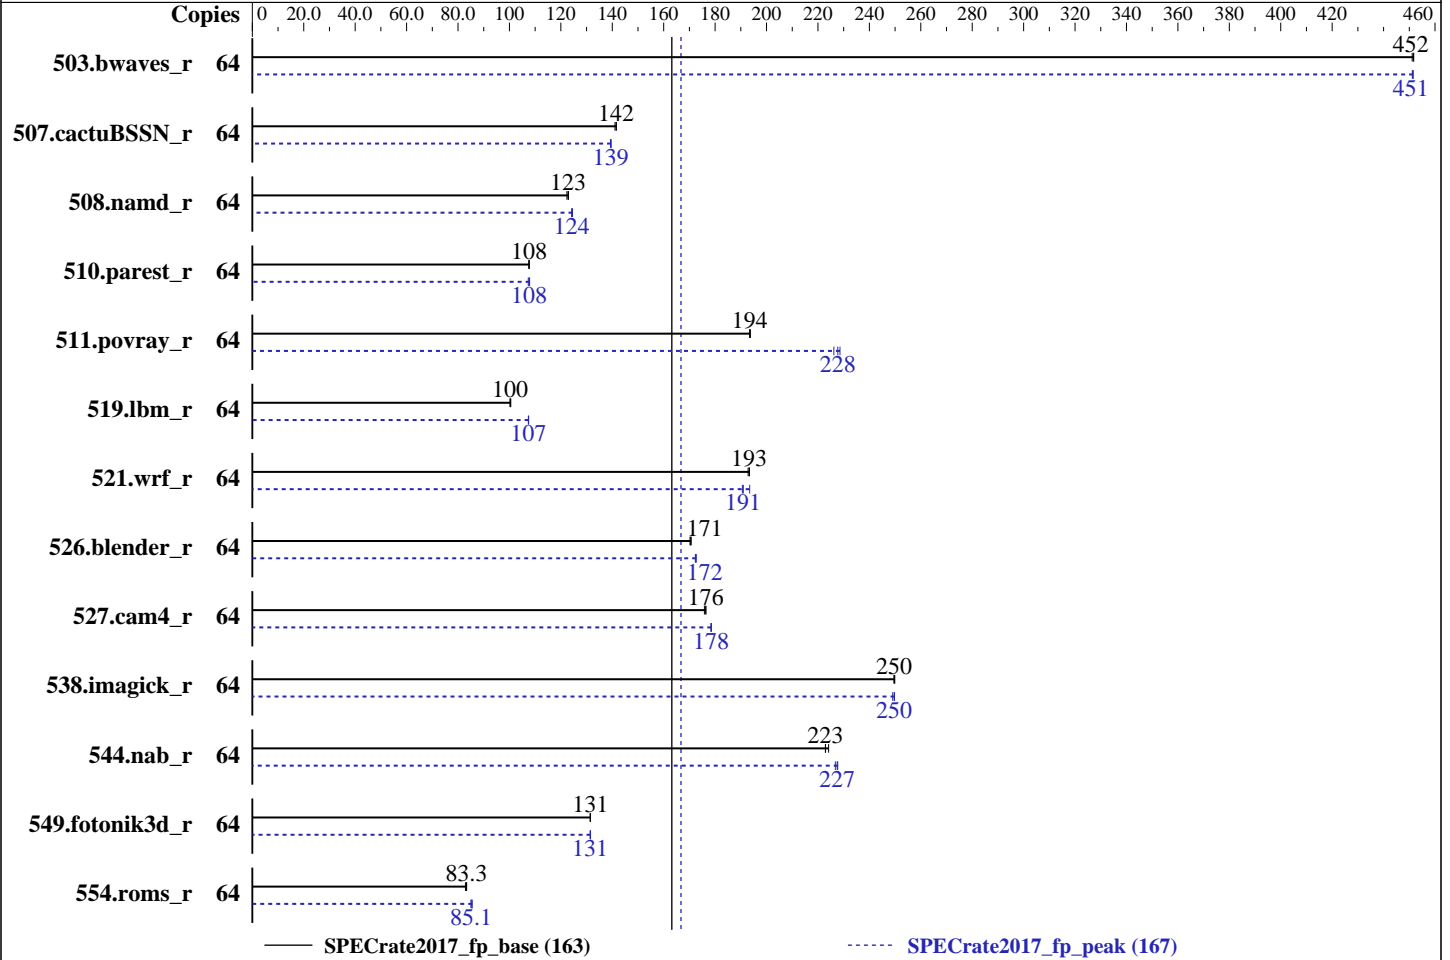 Copies 0 20.0 40.0 60.0 80.0 100 120 140 160 180 200 220 240 260 280 300 320 340 360 380 400 420 460
452
503.bwaves_r 64
451
142
507.cactuBSSN_r 64
139
123
508.namd_r 64
124
108
510.parest_r 64
108
194
511.povray_r 64
228
100
519.lbm_r 64
107
193
521.wrf_r 64
191
171
526.blender_r 64
172
176
527.cam4_r 64
178
250
538.imagick_r 64
250
223
544.nab_r 64
227
131
549.fotonik3d_r 64
131
83.3
554.roms_r 64
85.1
SPECrate2017_fp_base (163) SPECrate2017_fp_peak (167)